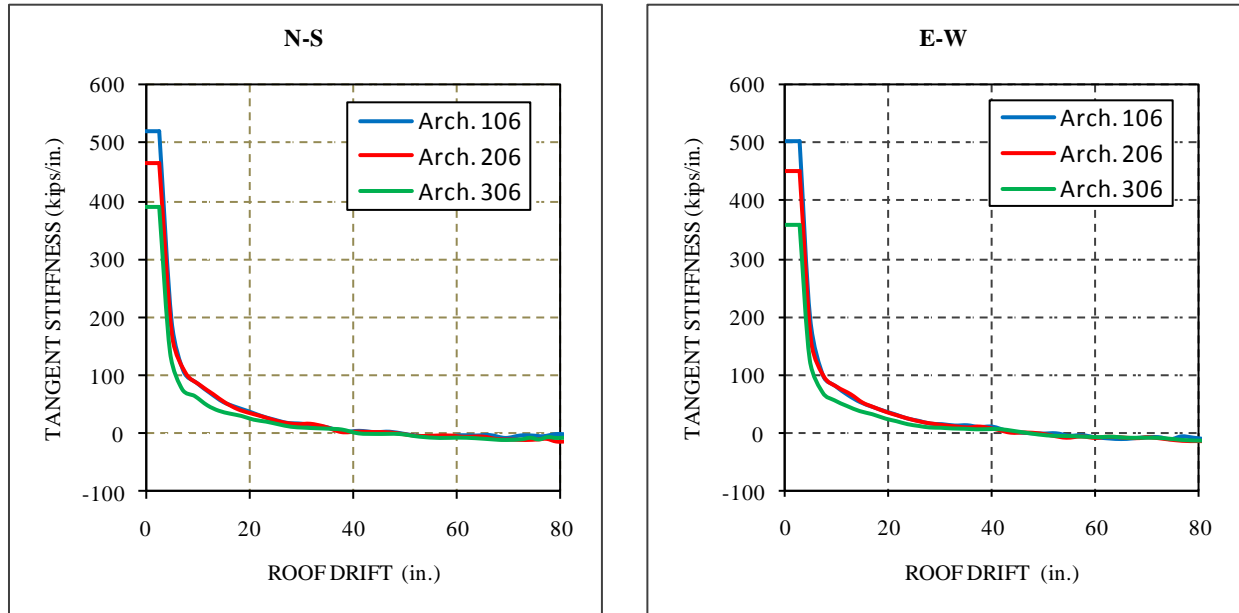 N-S
TANGENT STIFFNESS (kips/in.)
600
500
400
300
200
100
0
-100
Arch. 106
Arch. 206
Arch. 306
0 20 40 60 80
ROOF DRIFT (in.)
E-W
TANGENT STIFFNESS (kips/in.)
600
500
400
300
200
100
0
-100
Arch. 106
Arch. 206
Arch. 306
0 20 40 60 80
ROOF DRIFT (in.)